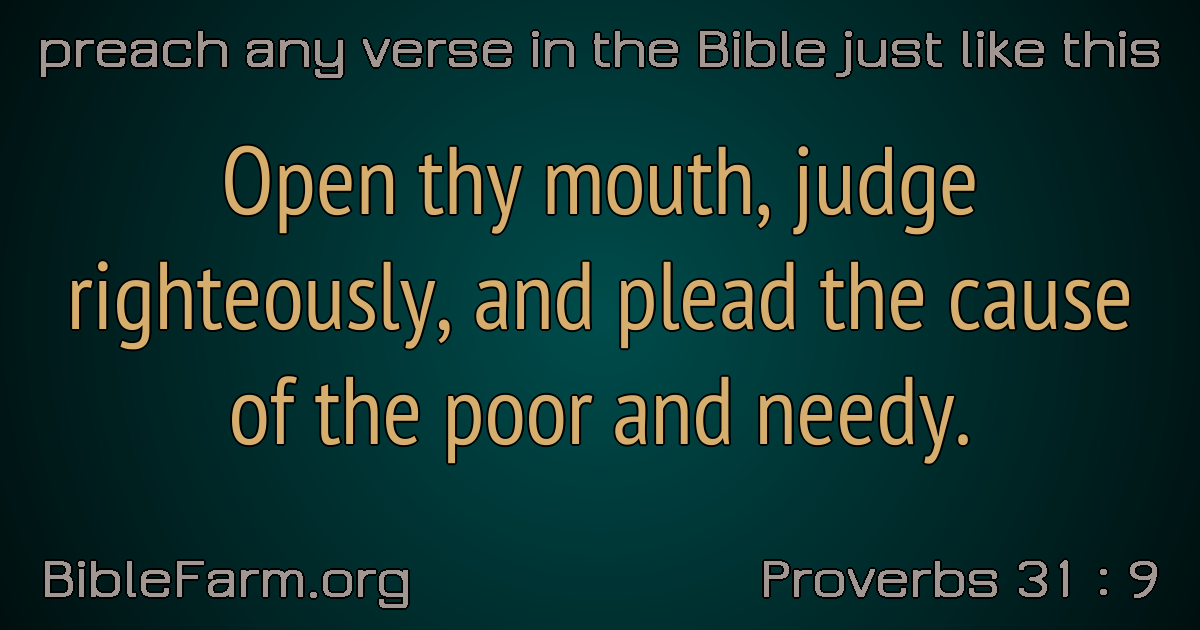 preach any verse in the Bible just like this
Open thy mouth, judge
righteously, and plead the cause
of the poor and needy.
BibleFarm.org
Proverbs 31 : 9